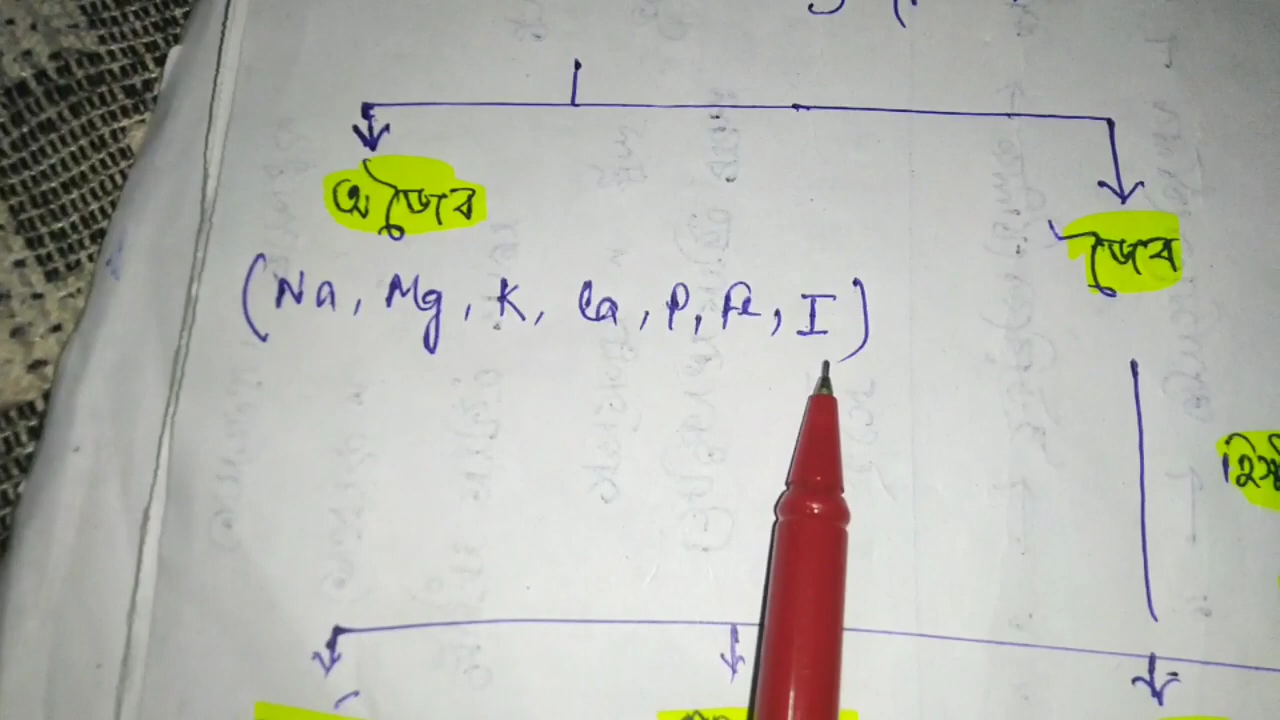 অজৈব
জৈব
(Na, Mg, K, Ca, P, Fe, I)